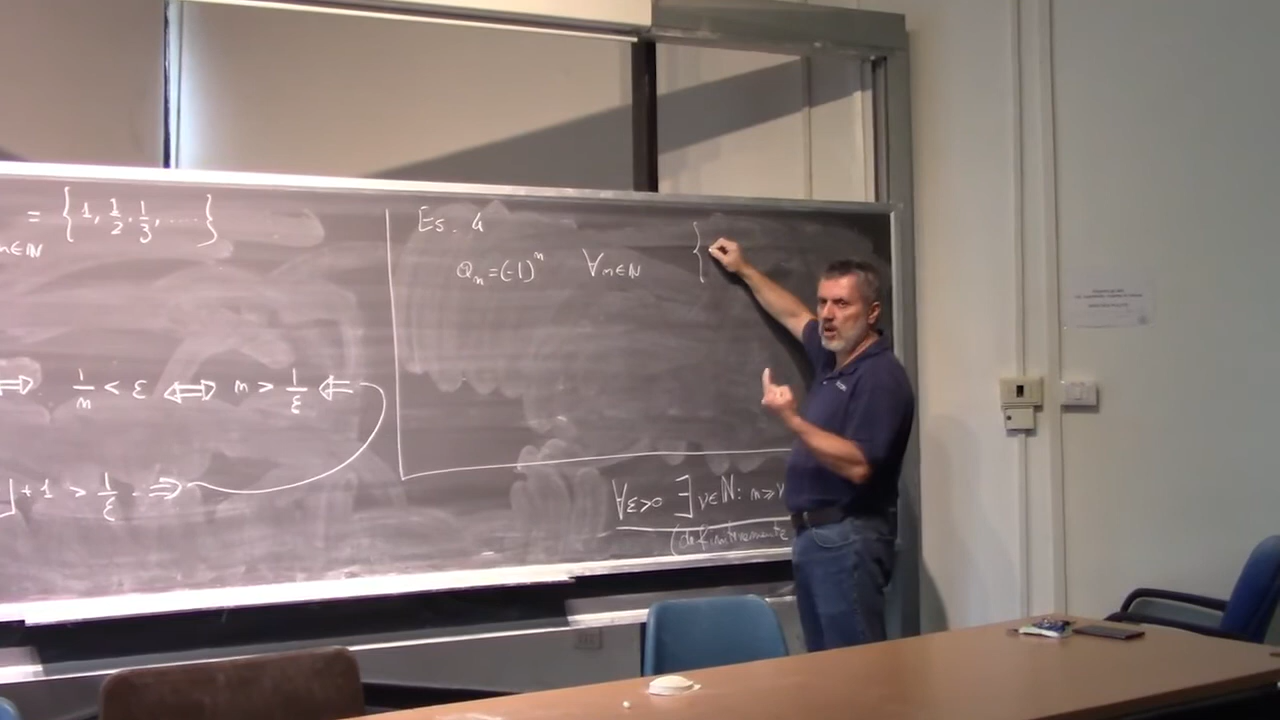 = { 1, 1/2, 1/3, .... }
n∈ℕ
⟺ 1/n < ε ⟺ n > 1/ε ⟸
⌋+1 > 1/ε ⟹
Es. 4
a_n = (-1)^n ∀n∈ℕ {
∀ε>0 ∃ν∈ℕ: n≥ν
(definitivamente